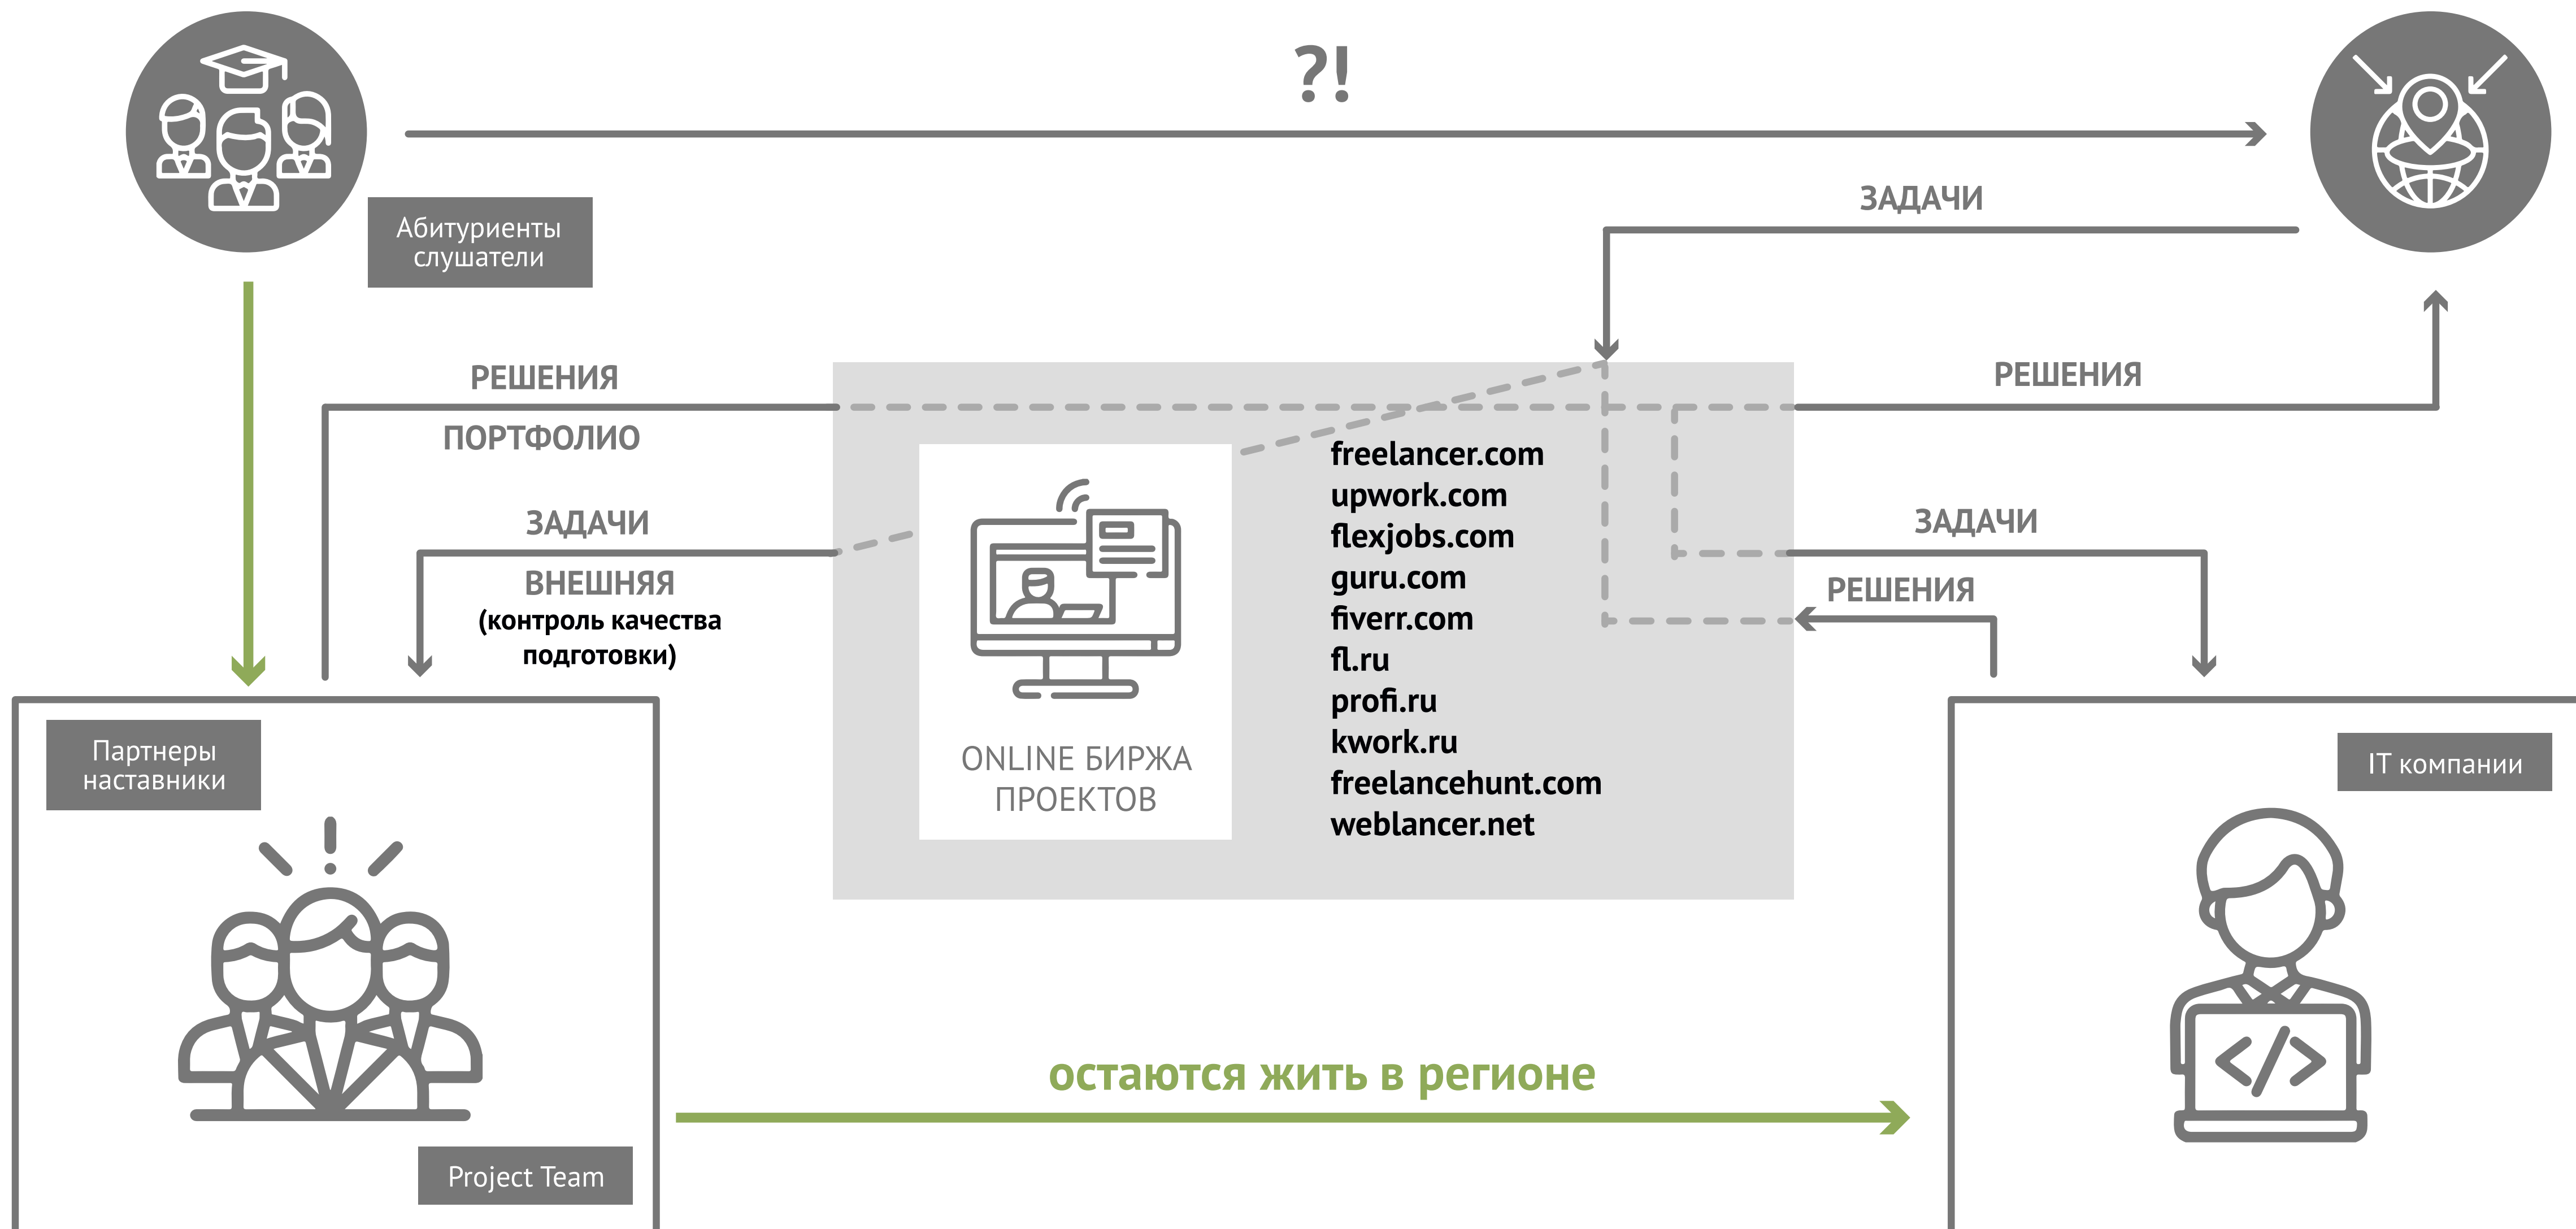 ?!
ЗАДАЧИ
Абитуриенты
слушатели
РЕШЕНИЯ
ПОРТФОЛИО
РЕШЕНИЯ
ЗАДАЧИ
ВНЕШНЯЯ
(контроль качества
подготовки)
freelancer.com
upwork.com
flexjobs.com
guru.com
fiverr.com
fl.ru
profi.ru
kwork.ru
freelancehunt.com
weblancer.net
ONLINE БИРЖА
ПРОЕКТОВ
ЗАДАЧИ
РЕШЕНИЯ
Партнеры
наставники
IT компании
</>
остаются жить в регионе
Project Team